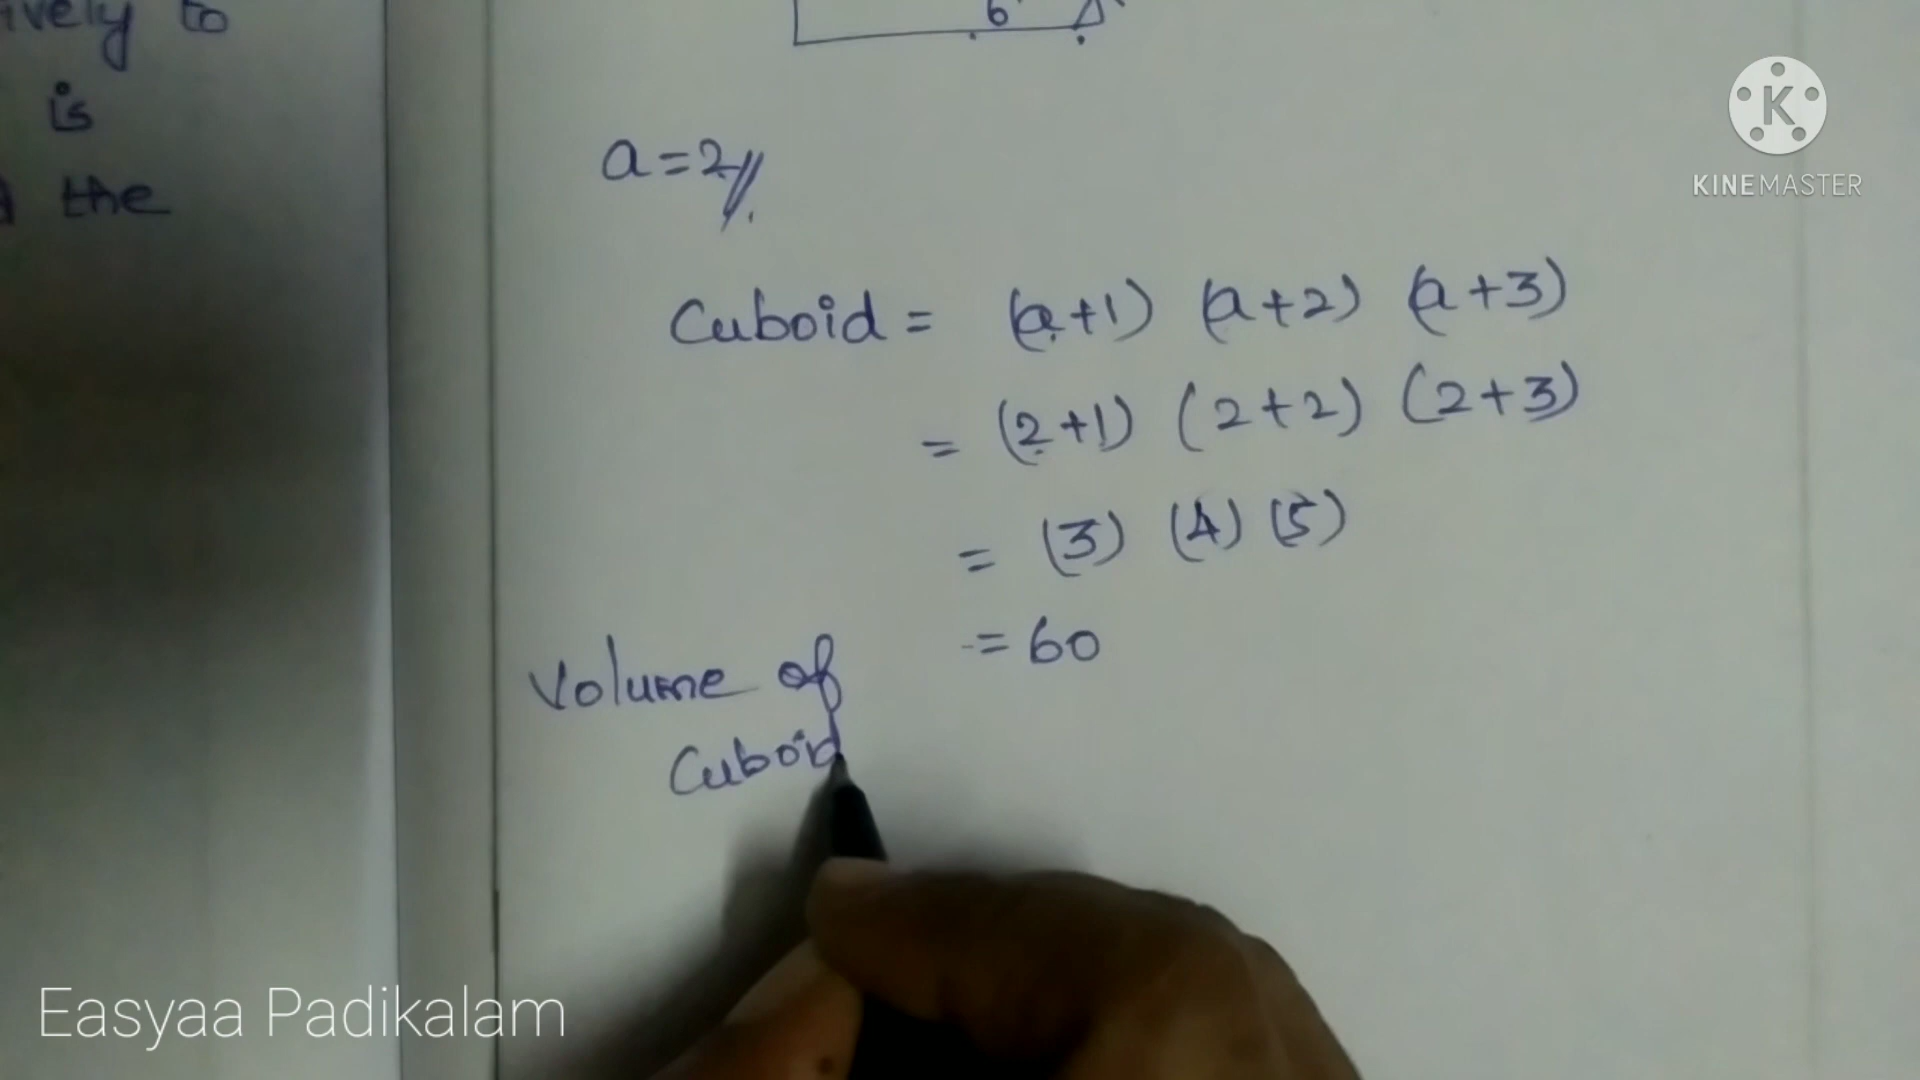 ively to
is
the
6
a=2//.
Cuboid = (a+1) (a+2) (a+3)
= (2+1) (2+2) (2+3)
= (3) (4) (5)
= 60
Volume of
Cuboid
K
KINEMASTER
Easyaa Padikalam